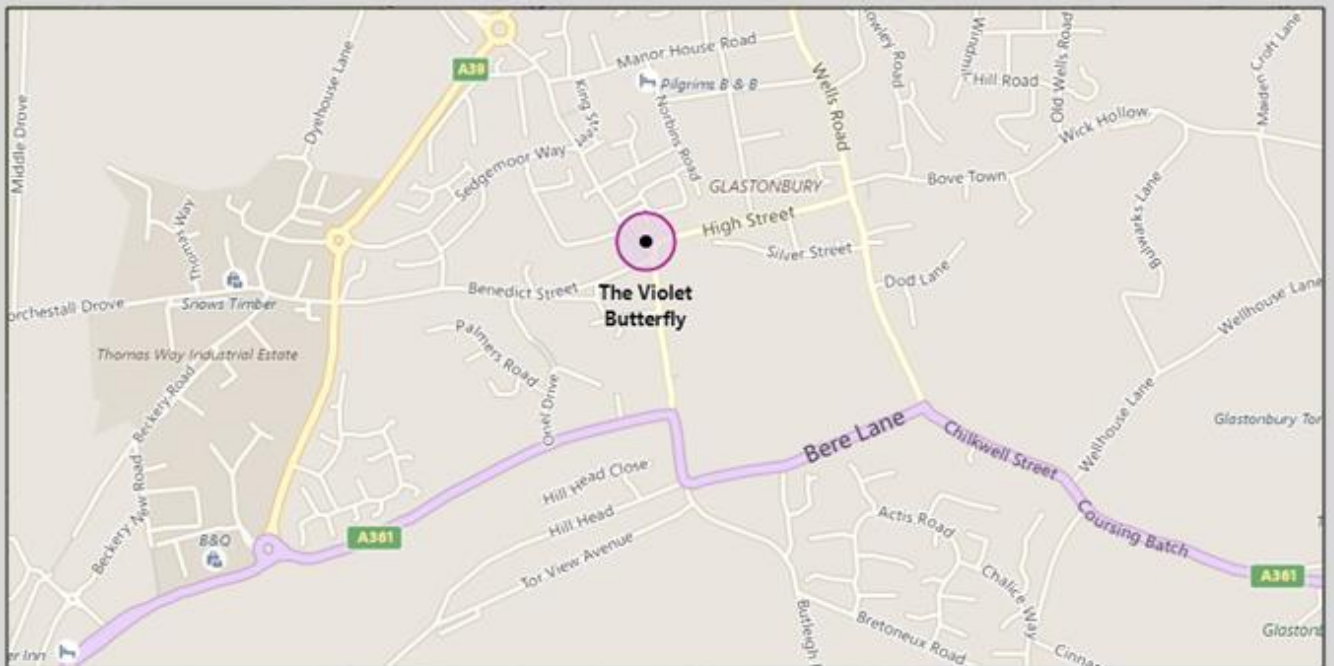 Middle Drove
Dyehouse Lane
A39
Manor House Road
Pilgrims B & B
King Street
Norbins Road
Wells Road
Hill Road
Old Wells Road
Maiden Croft Lane
Wick Hollow
Sedgemoor Way
GLASTONBURY
Bove Town
Bulwarks Lane
Thomas Way
High Street
Silver Street
Dod Lane
Snows Timber
Benedict Street
The Violet
Butterfly
Wellhouse Lane
Thomas Way Industrial Estate
Palmers Road
Beckery Road
Oriel Drive
Wellhouse Lane
Glastonbury Tor
Bere Lane
Chilkwell Street
Hill Head Close
Hill Head
Actis Road
Coursing Batch
A361
B&Q
Tor View Avenue
A361
Chalice Way
Butleigh
Bretoneux Road
Inn